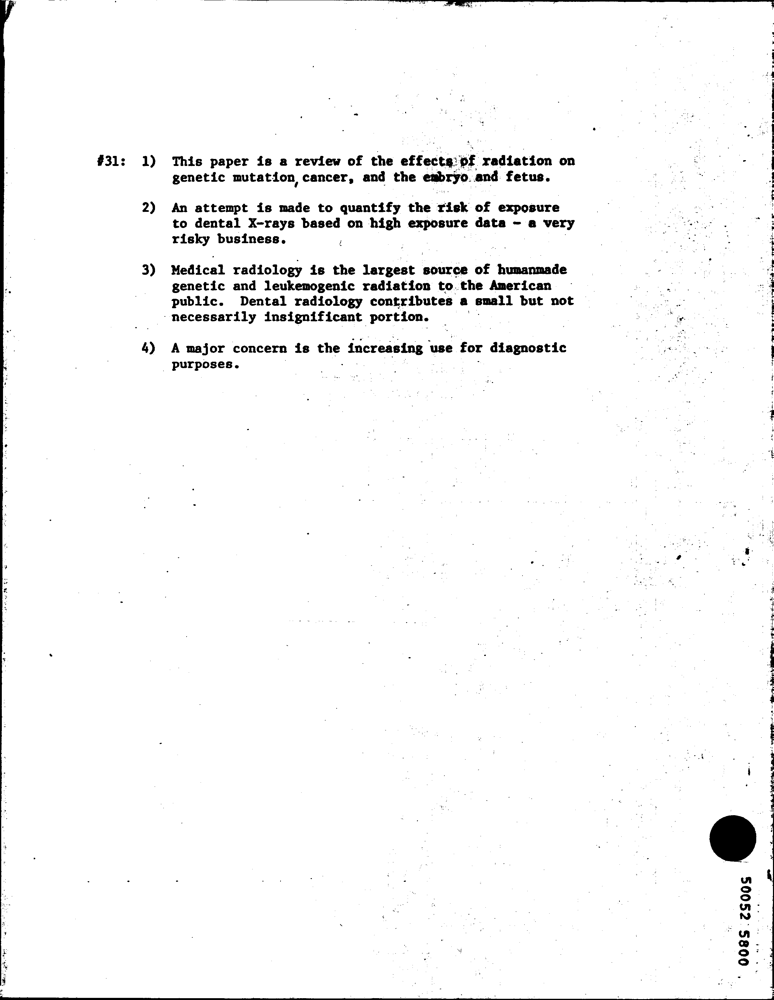 #31: 1) This paper is a review of the effects of radiation on
genetic mutation, cancer, and the embryo and fetus.
2) An attempt is made to quantify the risk of exposure
to dental X-rays based on high exposure data - a very
risky business.
3) Medical radiology is the largest source of humanmade
genetic and leukemogenic radiation to the American
public. Dental radiology contributes a small but not
necessarily insignificant portion.
4) A major concern is the increasing use for diagnostic
purposes.
50052 5800